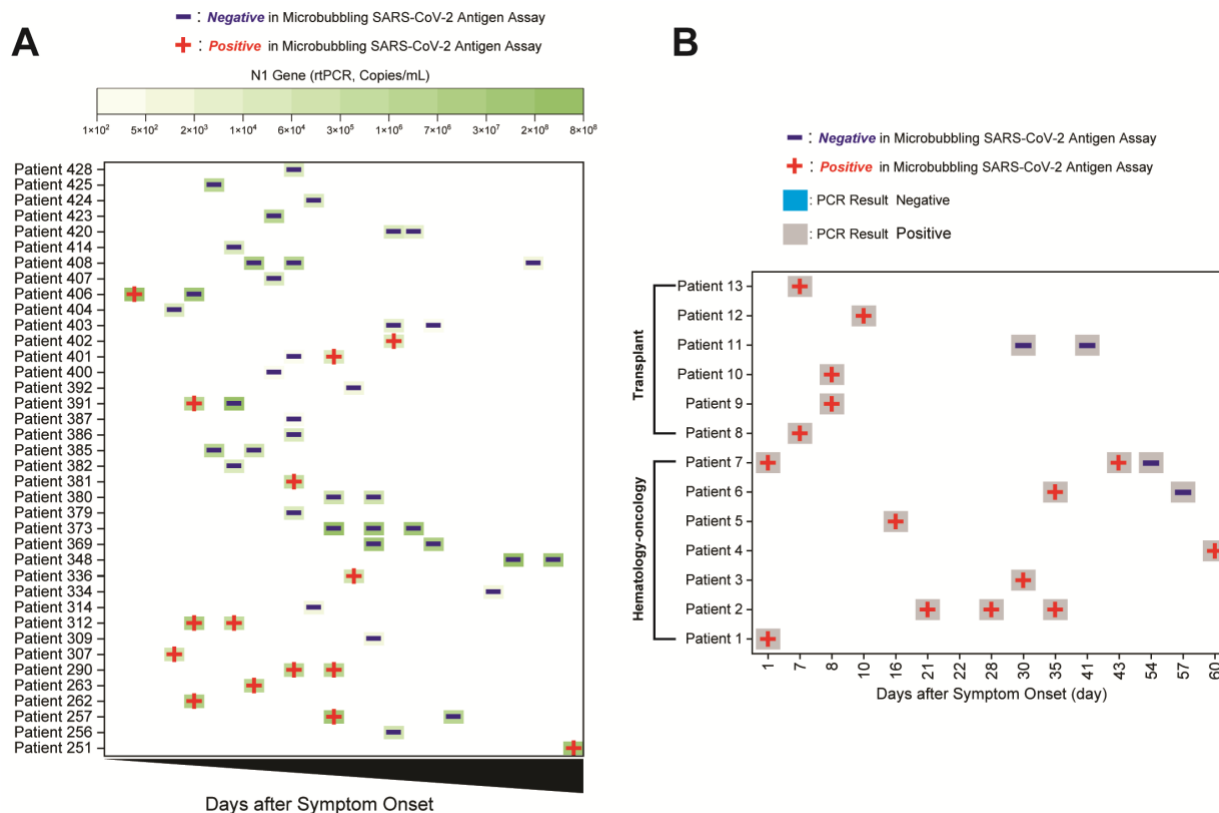 A
– : Negative in Microbubbling SARS-CoV-2 Antigen Assay
+ : Positive in Microbubbling SARS-CoV-2 Antigen Assay
N1 Gene (rtPCR, Copies/mL)
1×10² 5×10² 2×10³ 1×10⁴ 6×10⁴ 3×10⁵ 1×10⁶ 7×10⁶ 3×10⁷ 2×10⁸ 8×10⁸
Patient 428
Patient 425
Patient 424
Patient 423
Patient 420
Patient 414
Patient 408
Patient 407
Patient 406
Patient 404
Patient 403
Patient 402
Patient 401
Patient 400
Patient 392
Patient 391
Patient 387
Patient 386
Patient 385
Patient 382
Patient 381
Patient 380
Patient 379
Patient 373
Patient 369
Patient 348
Patient 336
Patient 334
Patient 314
Patient 312
Patient 309
Patient 307
Patient 290
Patient 263
Patient 262
Patient 257
Patient 256
Patient 251
Days after Symptom Onset
B
– : Negative in Microbubbling SARS-CoV-2 Antigen Assay
+ : Positive in Microbubbling SARS-CoV-2 Antigen Assay
: PCR Result Negative
: PCR Result Positive
Transplant
Patient 13
Patient 12
Patient 11
Patient 10
Patient 9
Patient 8
Hematology-oncology
Patient 7
Patient 6
Patient 5
Patient 4
Patient 3
Patient 2
Patient 1
1 7 8 10 16 21 22 28 30 35 41 43 54 57 60
Days after Symptom Onset (day)